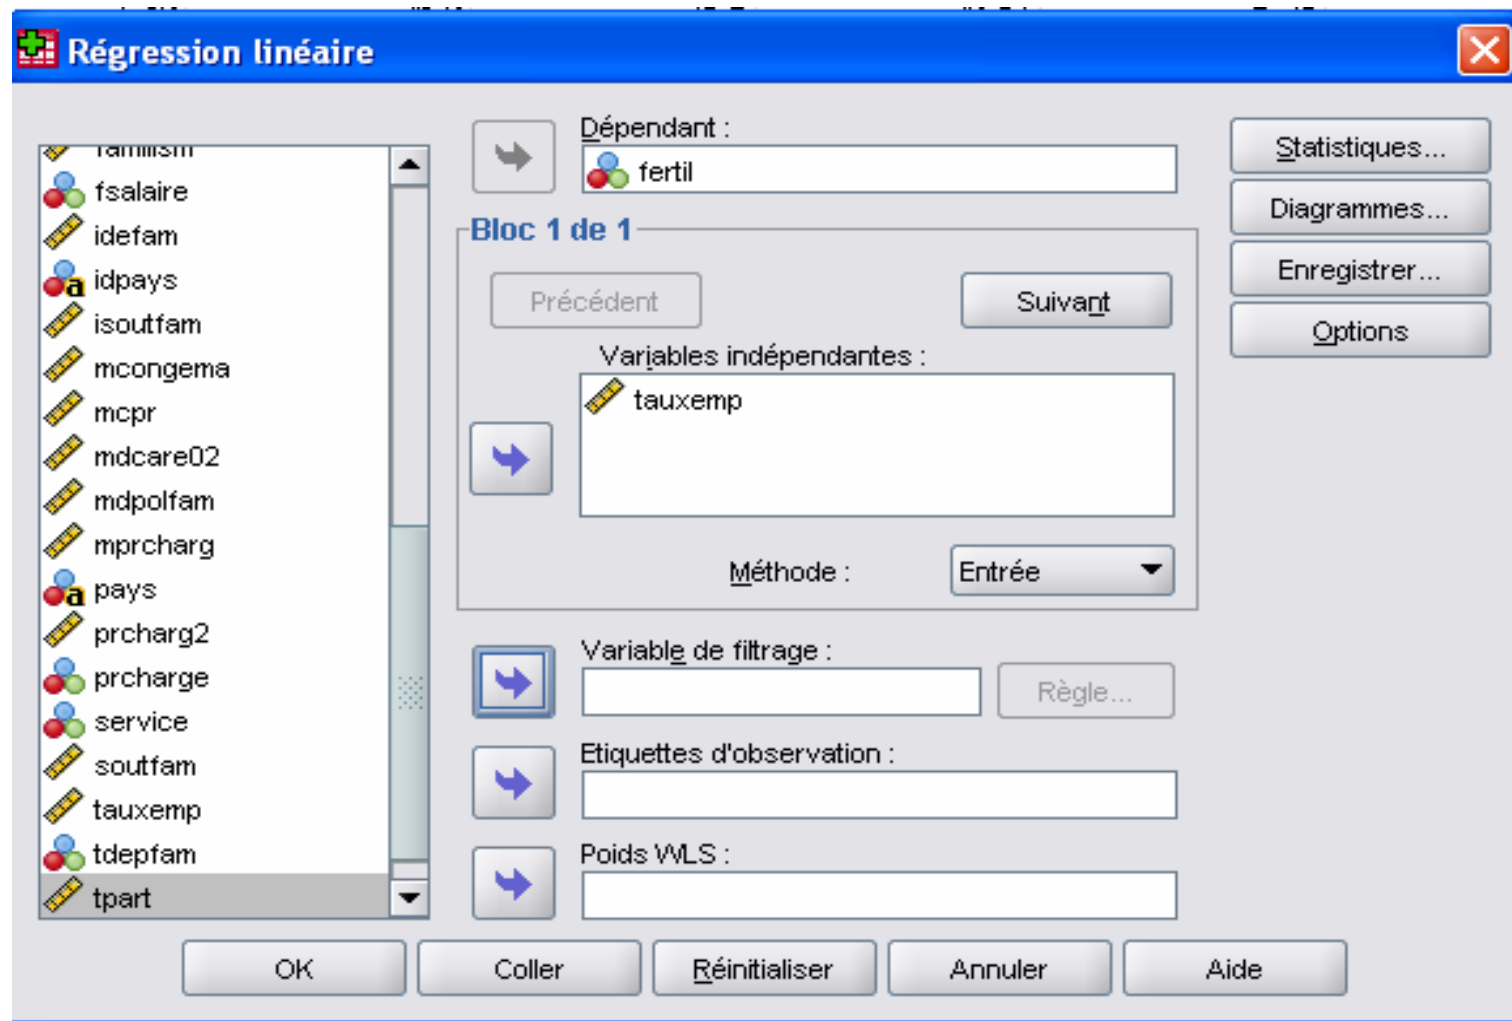 Régression linéaire
fsalaire
idefam
idpays
isoutfam
mcongema
mcpr
mdcare02
mdpolfam
mprcharg
pays
prcharg2
prcharge
service
soutfam
tauxemp
tdepfam
tpart
Dépendant :
fertil
Bloc 1 de 1
Précédent
Suivant
Variables indépendantes :
tauxemp
Méthode :
Entrée
Variable de filtrage :
Règle...
Etiquettes d'observation :
Poids WLS :
Statistiques...
Diagrammes...
Enregistrer...
Options
OK
Coller
Réinitialiser
Annuler
Aide